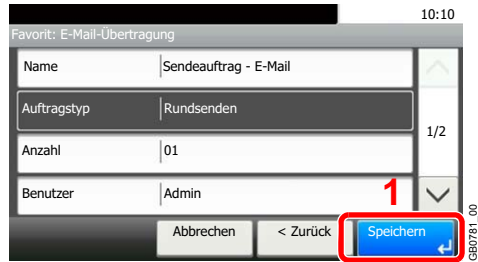 10:10
Favorit: E-Mail-Übertragung
Name Sendeauftrag - E-Mail
Auftragstyp Rundsenden
1/2
Anzahl 01
Benutzer Admin
1
Abbrechen < Zurück Speichern
GB0781_00